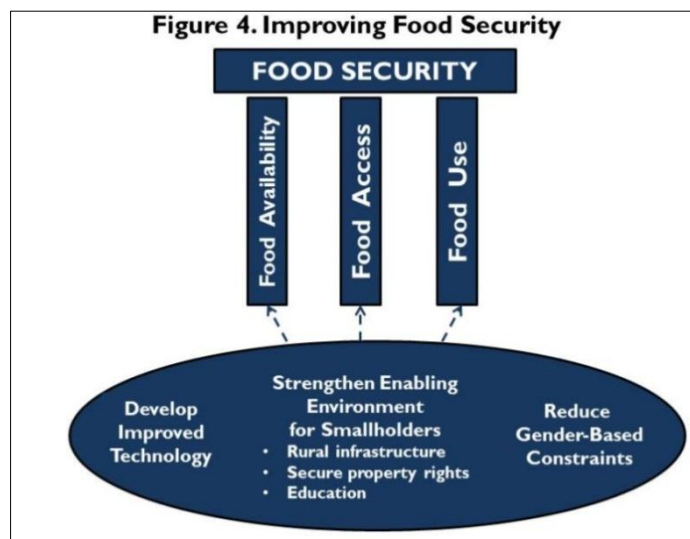 Figure 4. Improving Food Security
FOOD SECURITY
Food Availability
Food Access
Food Use
Develop
Improved
Technology
Strengthen Enabling
Environment
for Smallholders
• Rural infrastructure
• Secure property rights
• Education
Reduce
Gender-Based
Constraints